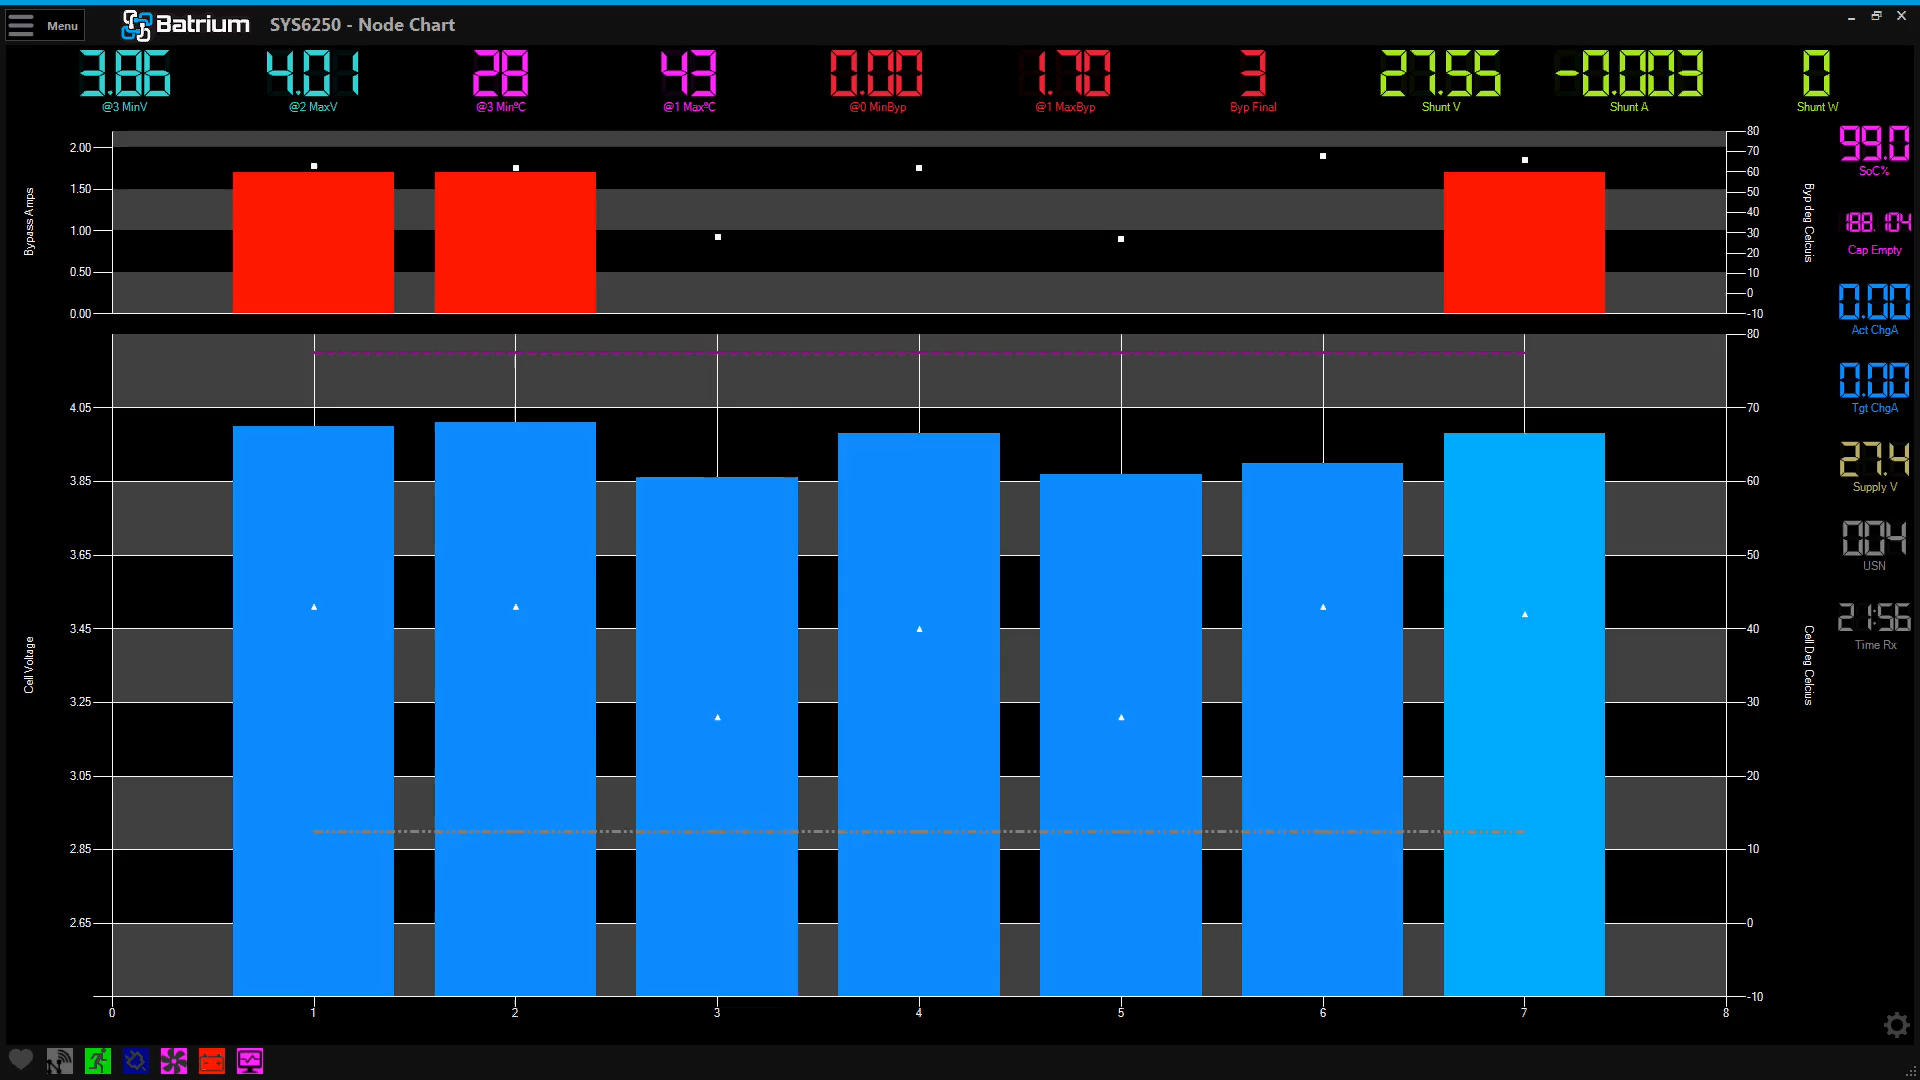 Menu
Batrium
SYS6250 - Node Chart
3.86 4.01 28 43 0.00 1.70 3 27.55 -0.003 0
@3 MinV @2 MaxV @3 Min°C @1 Max°C @0 MinByp @1 MaxByp Byp Final Shunt V Shunt A Shunt W
2.00
1.50
1.00
0.50
0.00
Bypass Amps
80
70
60
50
40
30
20
10
0
-10
Byp deg Celcuis
99.0
SoC%
188.104
Cap Empty
0.00
Act ChgA
0.00
Tgt ChgA
27.4
Supply V
004
USN
21:56
Time Rx
4.05
3.85
3.65
3.45
3.25
3.05
2.85
2.65
Cell Voltage
80
70
60
50
40
30
20
10
0
-10
Cell Deg Celcius
0 1 2 3 4 5 6 7 8